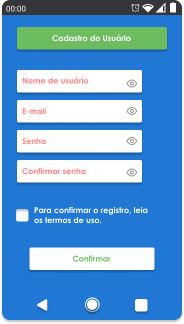 00:00
Cadastro do Usuário
Nome de usuário
E-mail
Senha
Confirmar senha
Para confirmar o registro, leia
os termos de uso.
Confirmar